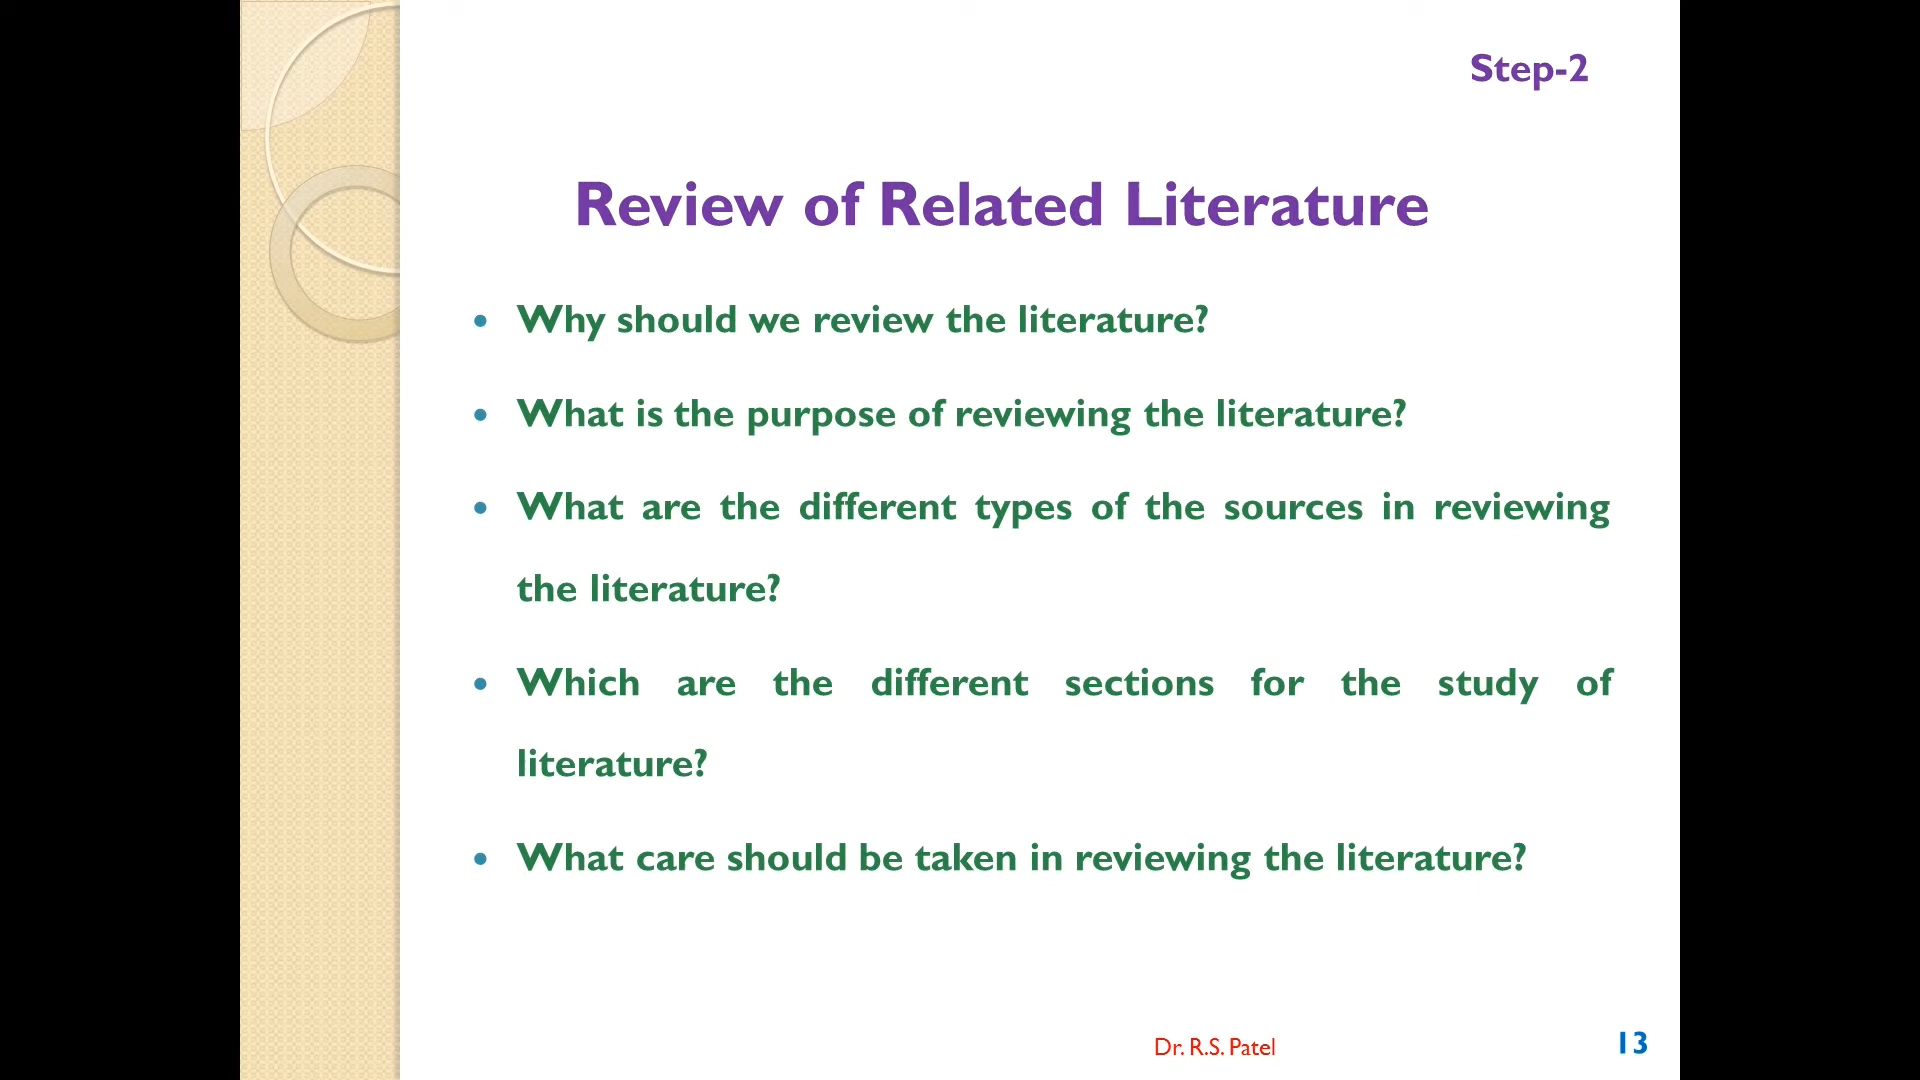 Step-2
Review of Related Literature
• Why should we review the literature?
• What is the purpose of reviewing the literature?
• What are the different types of the sources in reviewing
the literature?
• Which are the different sections for the study of
literature?
• What care should be taken in reviewing the literature?
Dr. R.S. Patel
13